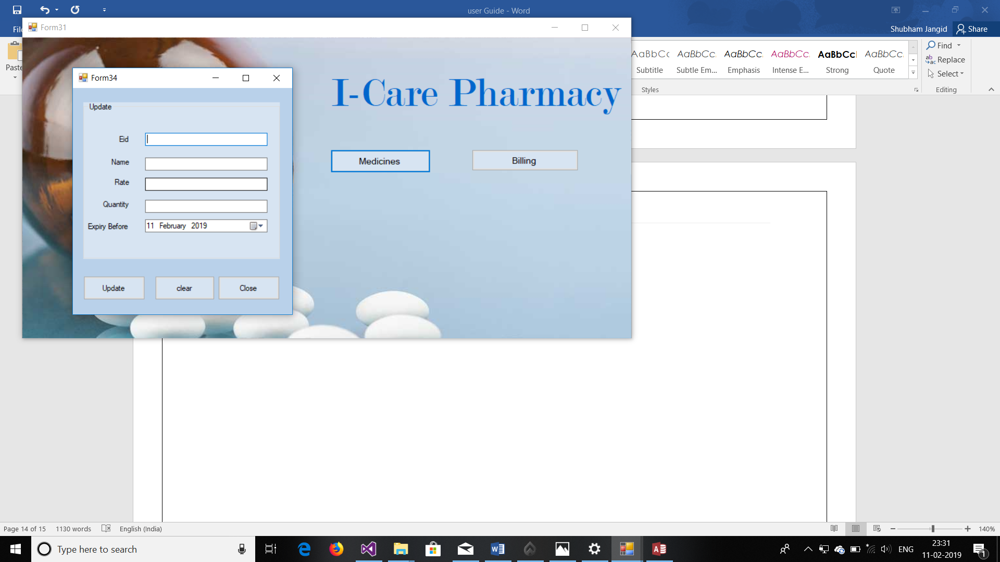 user Guide - Word
Form31
Shubham Jangid
Share
Paste
AaBbCc
AaBbCc
AaBbCc
AaBbCc
AaBbCc
AaBbCc
Subtitle
Subtle Em...
Emphasis
Intense E...
Strong
Quote
Styles
Find
Replace
Select
Editing
Form34
Update
Eid
Name
Rate
Quantity
Expiry Before
11 February 2019
Update
clear
Close
I-Care Pharmacy
Medicines
Billing
Page 14 of 15
1130 words
English (India)
140%
Type here to search
ENG
23:31
11-02-2019
1